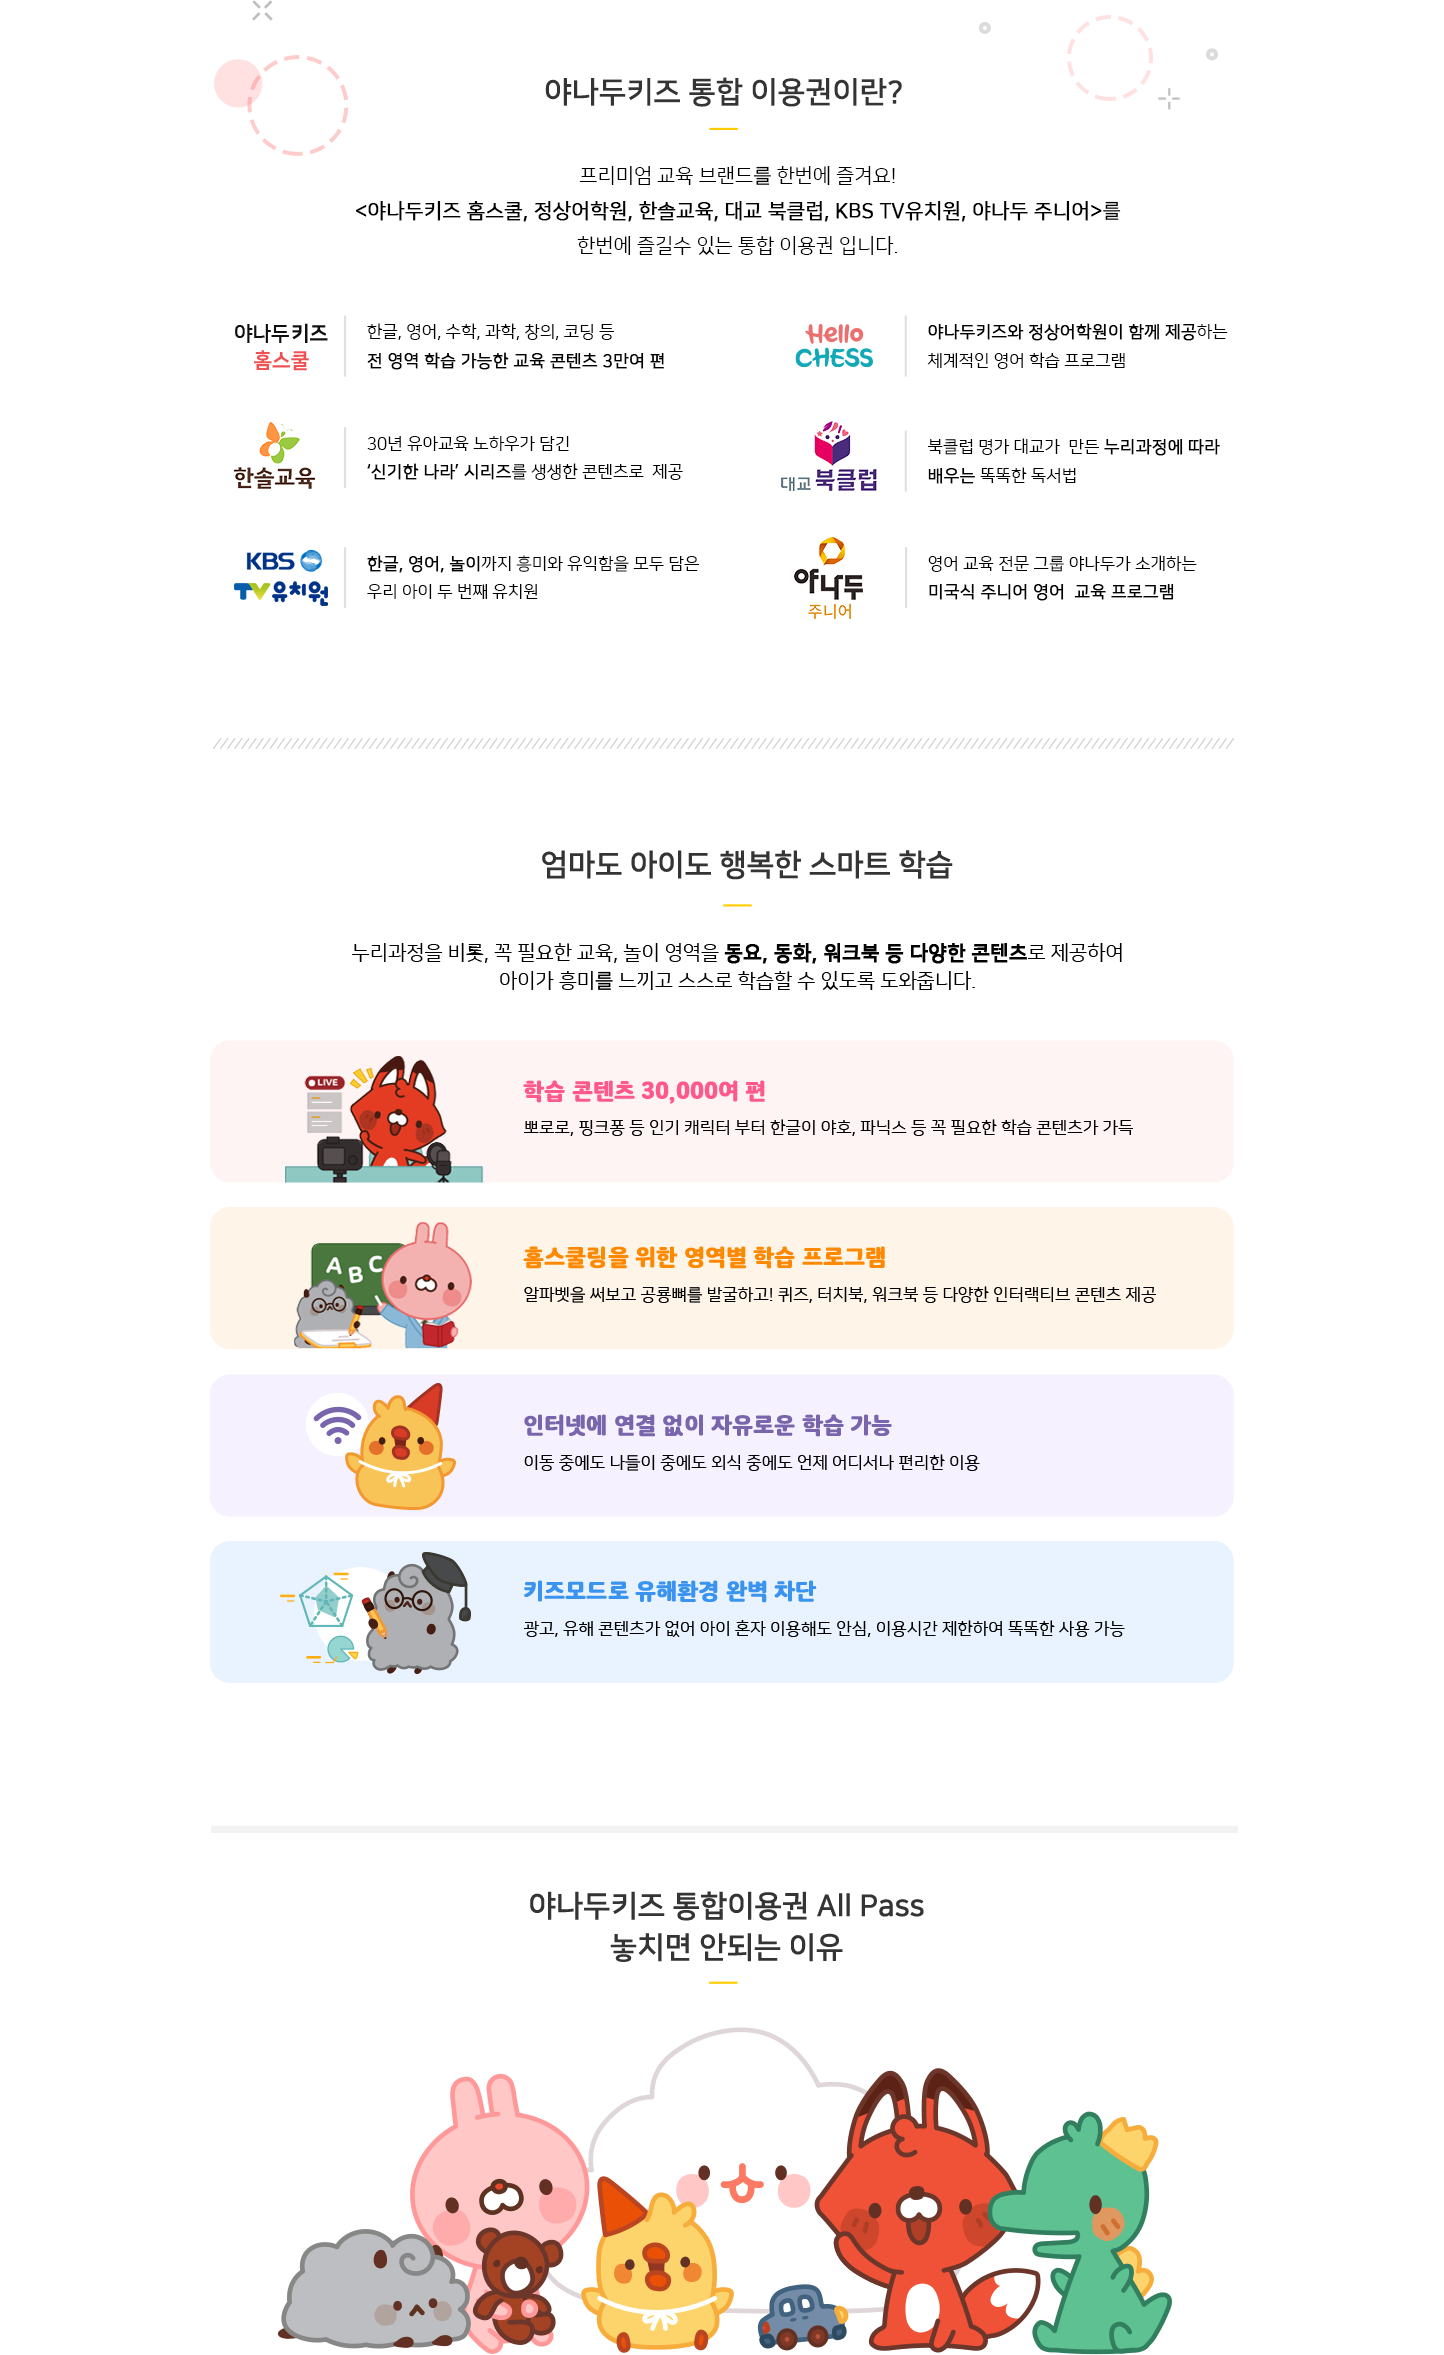 야나두키즈 통합 이용권이란?
프리미엄 교육 브랜드를 한번에 즐겨요!
<야나두키즈 홈스쿨, 정상어학원, 한솔교육, 대교 북클럽, KBS TV유치원, 야나두 주니어>를
한번에 즐길수 있는 통합 이용권 입니다.
야나두키즈
홈스쿨
한글, 영어, 수학, 과학, 창의, 코딩 등
전 영역 학습 가능한 교육 콘텐츠 3만여 편
Hello
CHESS
야나두키즈와 정상어학원이 함께 제공하는
체계적인 영어 학습 프로그램
한솔교육
30년 유아교육 노하우가 담긴
‘신기한 나라’ 시리즈를 생생한 콘텐츠로 제공
대교 북클럽
북클럽 명가 대교가 만든 누리과정에 따라
배우는 똑똑한 독서법
KBS
TV유치원
한글, 영어, 놀이까지 흥미와 유익함을 모두 담은
우리 아이 두 번째 유치원
야나두
주니어
영어 교육 전문 그룹 야나두가 소개하는
미국식 주니어 영어 교육 프로그램
엄마도 아이도 행복한 스마트 학습
누리과정을 비롯, 꼭 필요한 교육, 놀이 영역을 동요, 동화, 워크북 등 다양한 콘텐츠로 제공하여
아이가 흥미를 느끼고 스스로 학습할 수 있도록 도와줍니다.
LIVE
학습 콘텐츠 30,000여 편
뽀로로, 핑크퐁 등 인기 캐릭터 부터 한글이 야호, 파닉스 등 꼭 필요한 학습 콘텐츠가 가득
A B C
홈스쿨링을 위한 영역별 학습 프로그램
알파벳을 써보고 공룡뼈를 발굴하고! 퀴즈, 터치북, 워크북 등 다양한 인터랙티브 콘텐츠 제공
인터넷에 연결 없이 자유로운 학습 가능
이동 중에도 나들이 중에도 외식 중에도 언제 어디서나 편리한 이용
키즈모드로 유해환경 완벽 차단
광고, 유해 콘텐츠가 없어 아이 혼자 이용해도 안심, 이용시간 제한하여 똑똑한 사용 가능
야나두키즈 통합이용권 All Pass
놓치면 안되는 이유